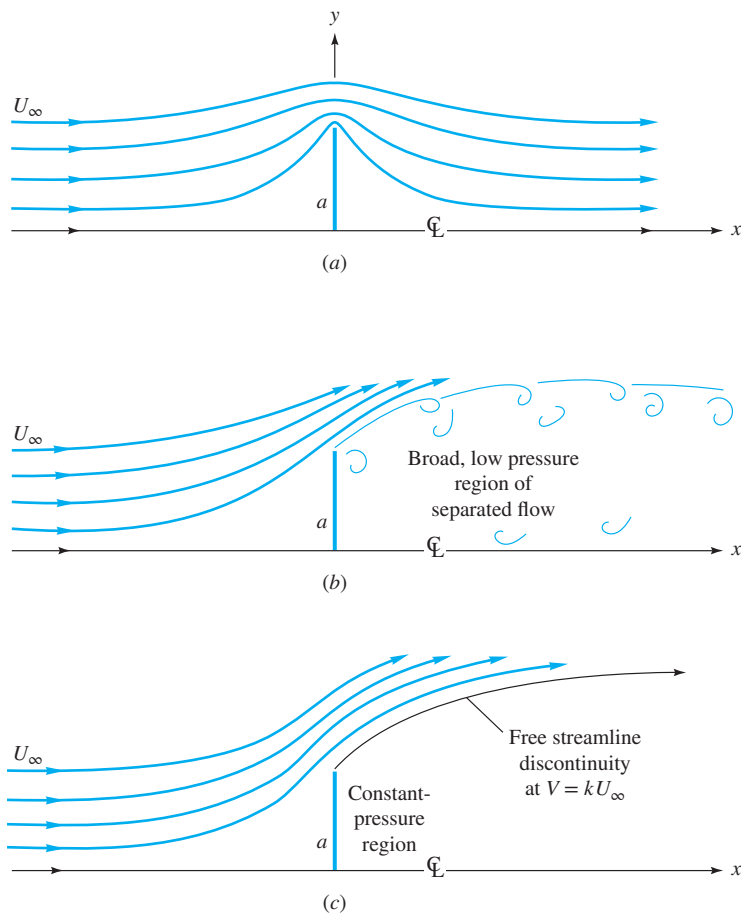 y
U∞
a
℄
x
(a)
U∞
Broad, low pressure
region of
separated flow
a
℄
x
(b)
U∞
Free streamline
discontinuity
at V = kU∞
Constant-
pressure
region
a
℄
x
(c)